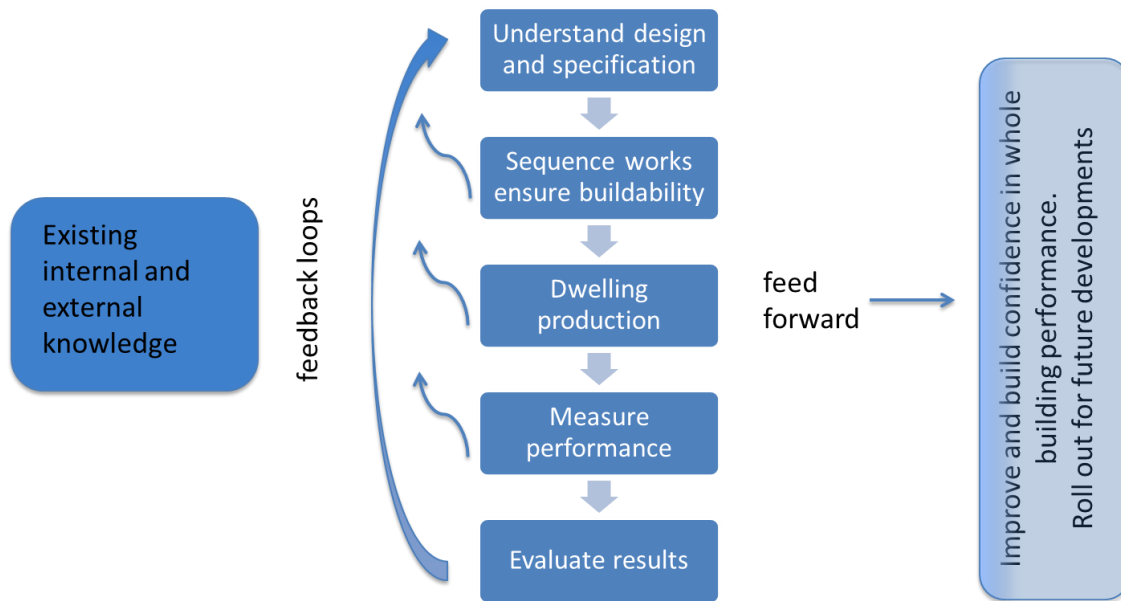 Existing
internal and
external
knowledge
feedback loops
Understand design
and specification
Sequence works
ensure buildability
Dwelling
production
Measure
performance
Evaluate results
feed
forward
Improve and build confidence in whole
building performance.
Roll out for future developments